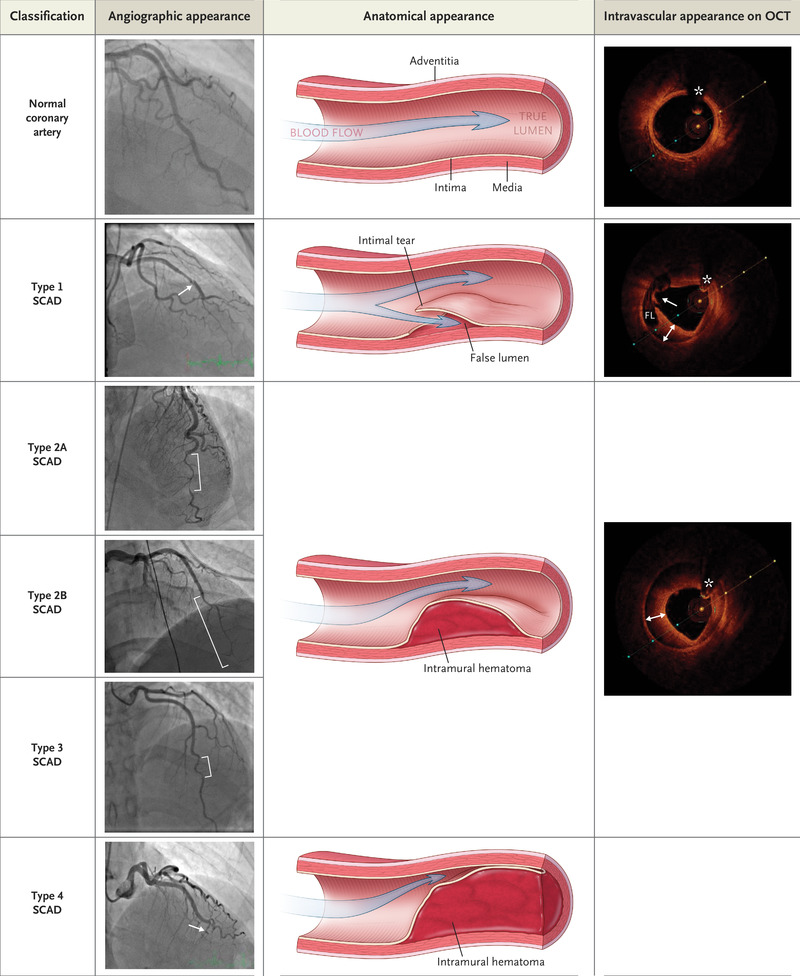 Classification
Angiographic appearance
Anatomical appearance
Intravascular appearance on OCT
Normal
coronary
artery
Adventitia
BLOOD FLOW
TRUE
LUMEN
Intima
Media
*
Type 1
SCAD
Intimal tear
False lumen
*
FL
Type 2A
SCAD
Type 2B
SCAD
Intramural hematoma
*
Type 3
SCAD
Type 4
SCAD
Intramural hematoma